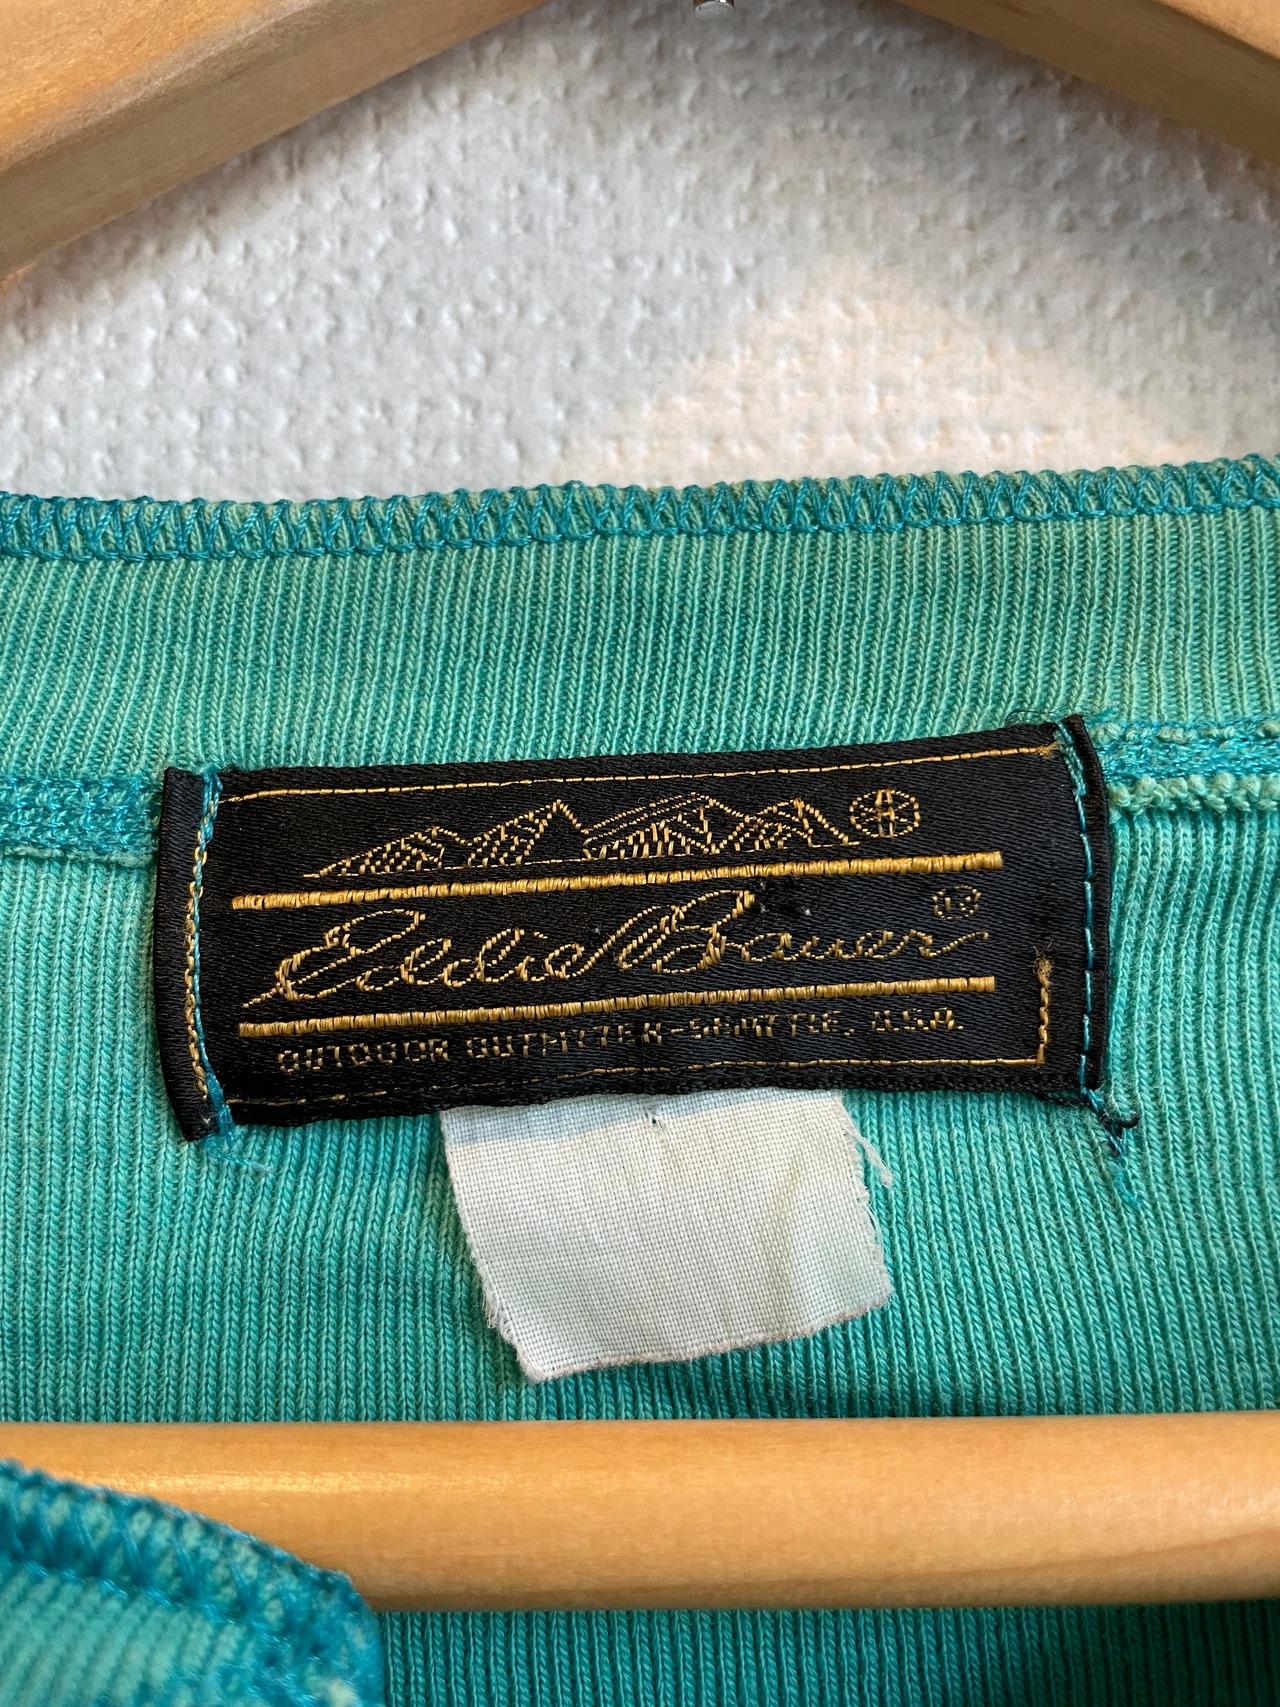 Eddie Bauer ®
OUTDOOR OUTFITTER-SEATTLE, U.S.A.